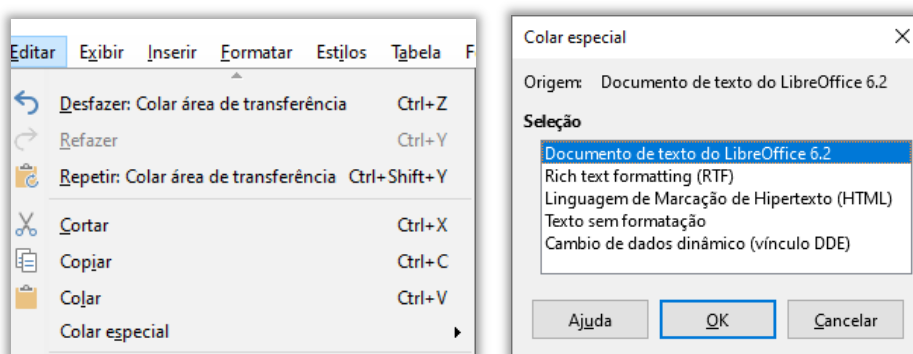 Editar Exibir Inserir Formatar Estilos Tabela F
Desfazer: Colar área de transferência Ctrl+Z
Refazer Ctrl+Y
Repetir: Colar área de transferência Ctrl+Shift+Y
Cortar Ctrl+X
Copiar Ctrl+C
Colar Ctrl+V
Colar especial
Colar especial
Origem: Documento de texto do LibreOffice 6.2
Seleção
Documento de texto do LibreOffice 6.2
Rich text formatting (RTF)
Linguagem de Marcação de Hipertexto (HTML)
Texto sem formatação
Cambio de dados dinâmico (vínculo DDE)
Ajuda OK Cancelar